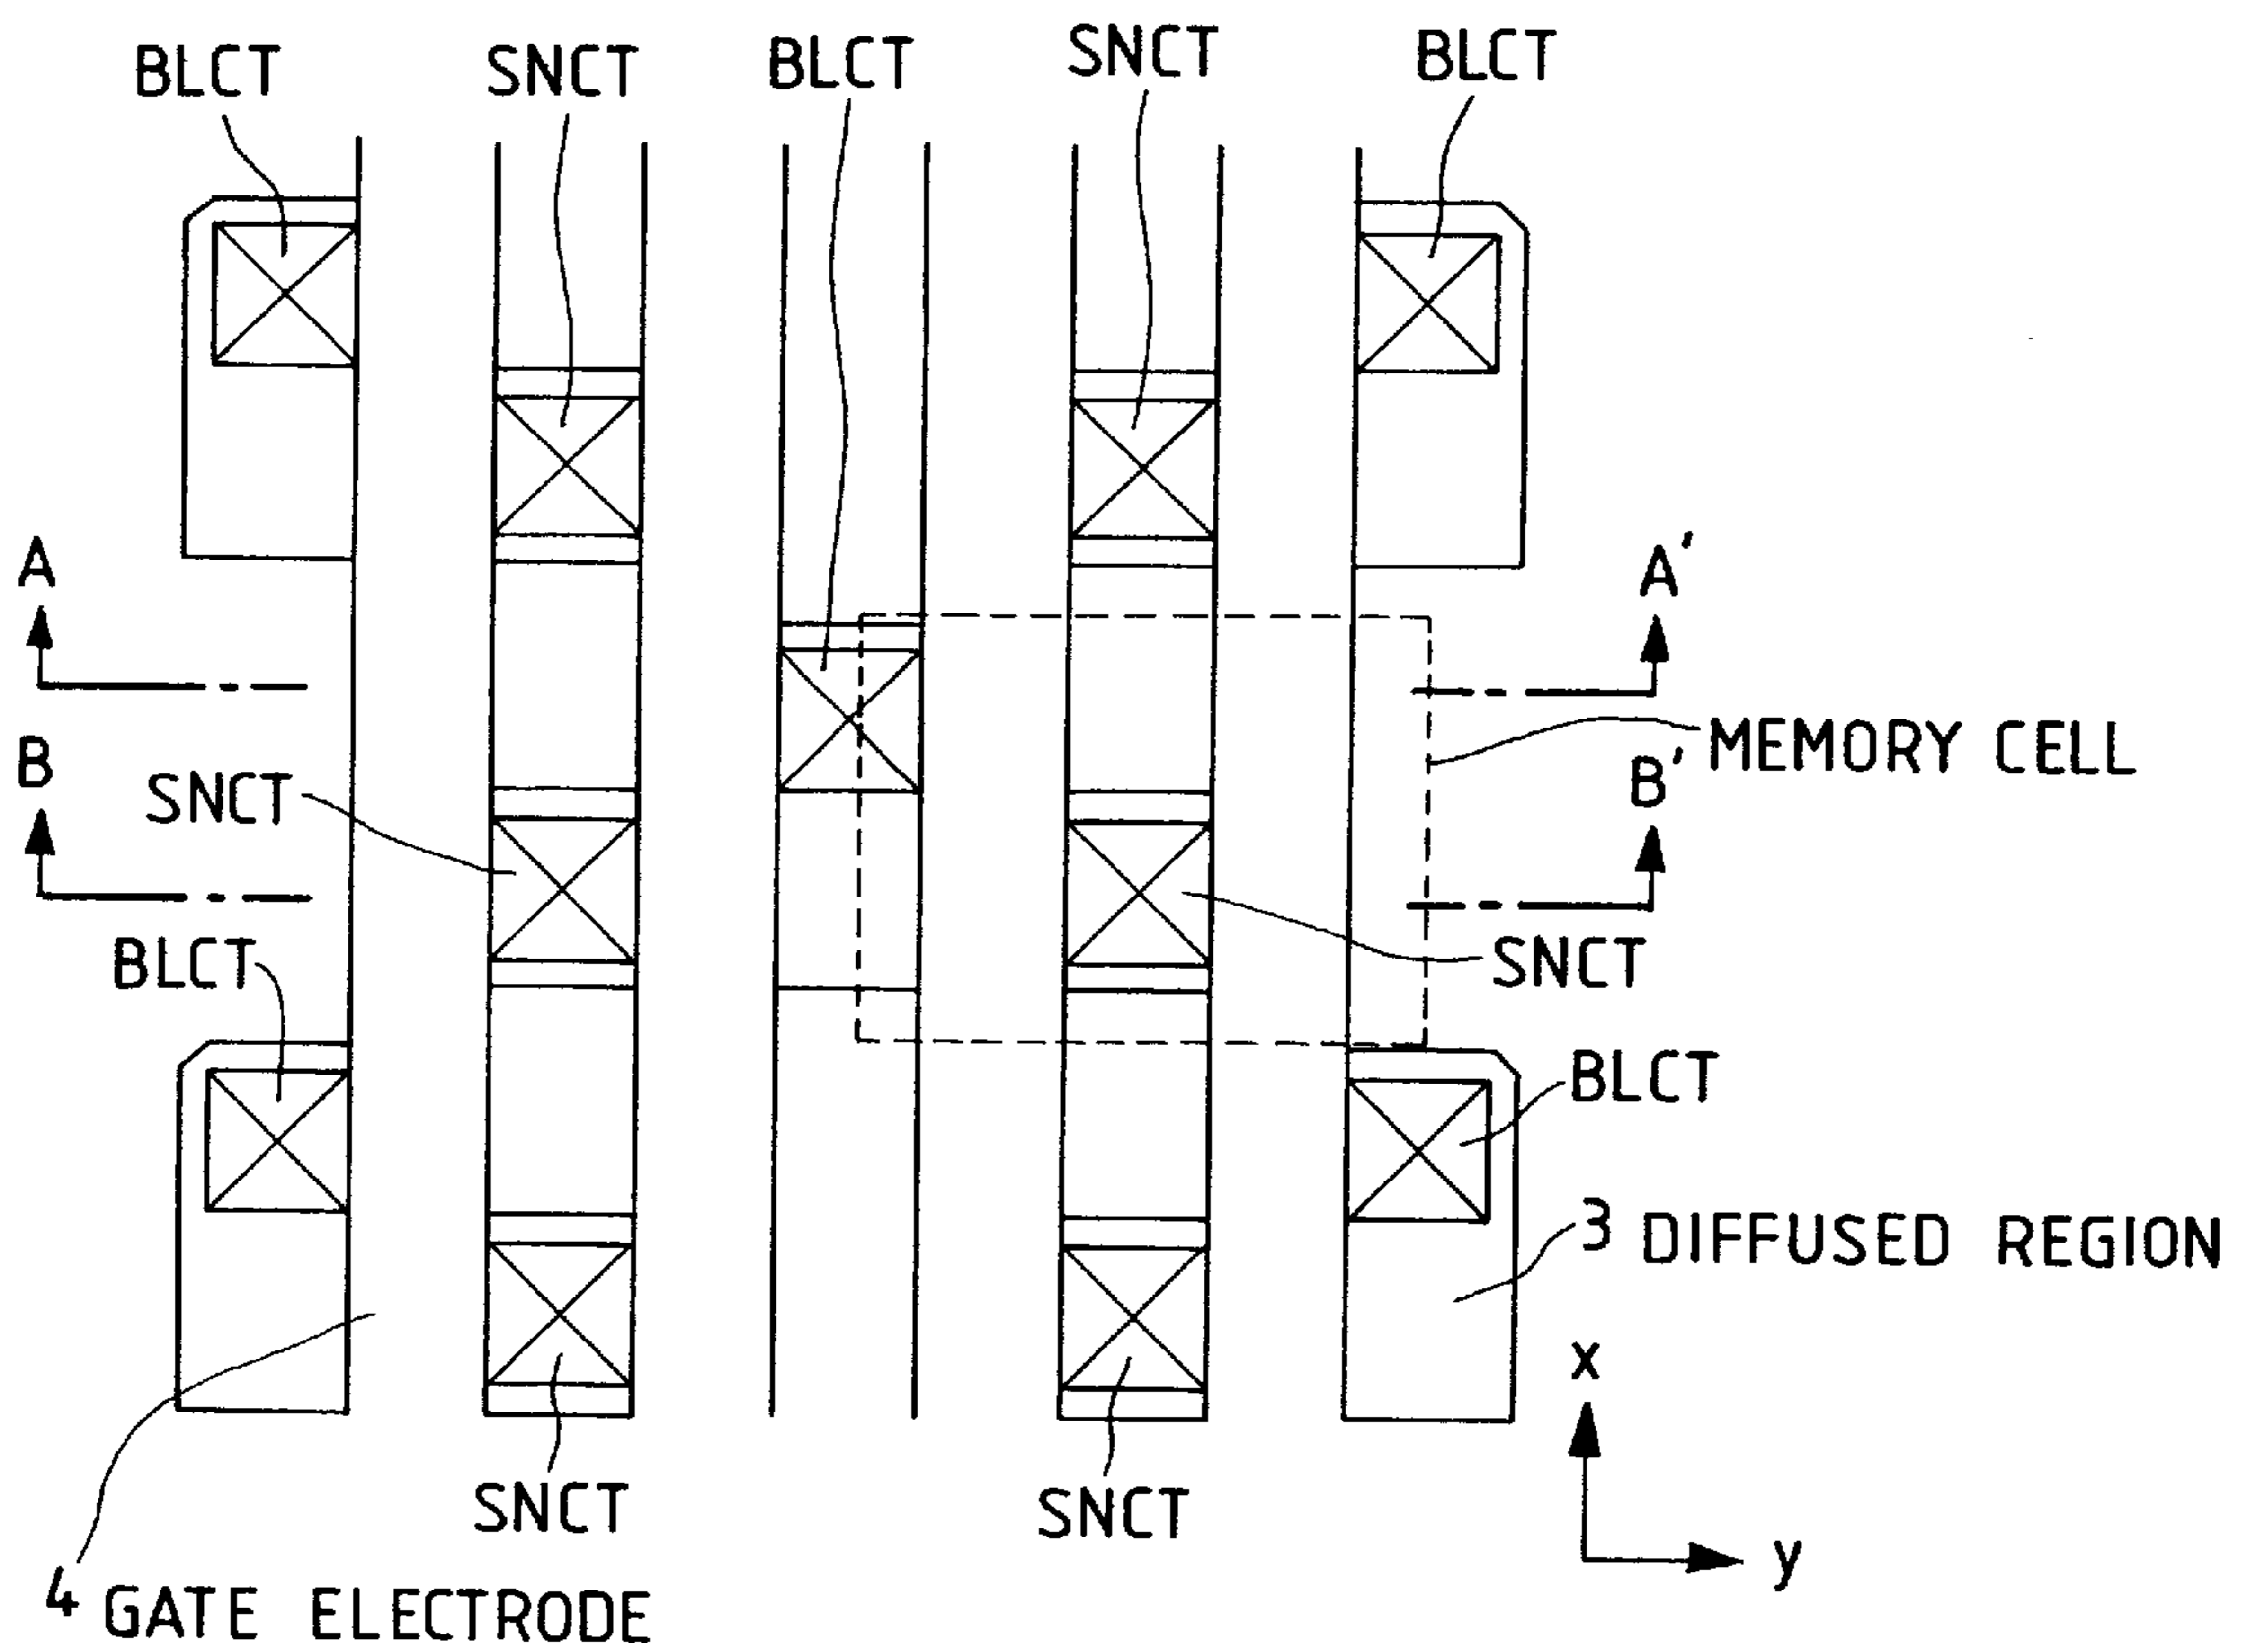 BLCT
SNCT
BLCT
SNCT
BLCT
A
A'
B
MEMORY CELL
B'
SNCT
BLCT
SNCT
BLCT
3 DIFFUSED REGION
x
SNCT
SNCT
y
4 GATE ELECTRODE